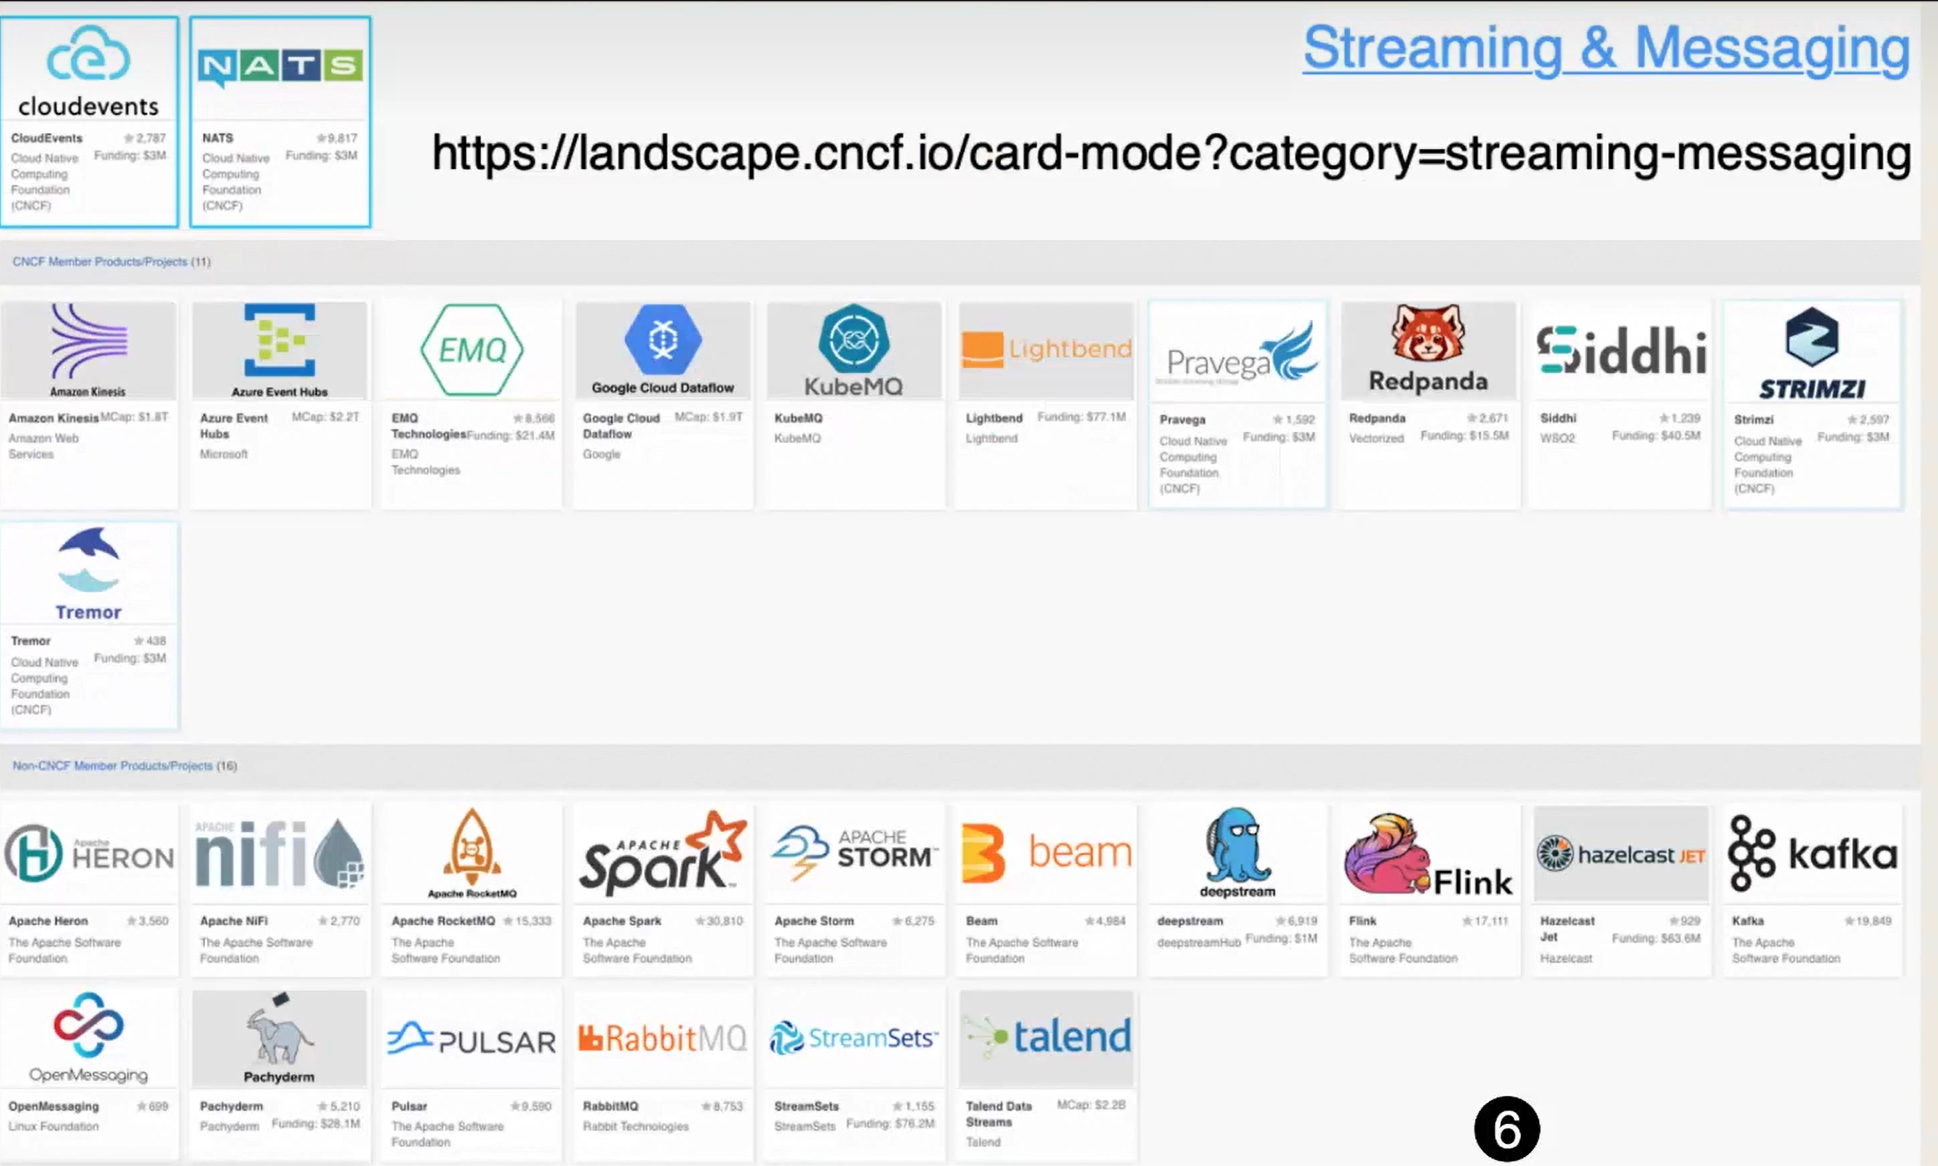 Streaming & Messaging
https://landscape.cncf.io/card-mode?category=streaming-messaging
cloudevents
CloudEvents ★2,787
Cloud Native Funding: $3M
Computing
Foundation
(CNCF)
NATS
NATS ★9,817
Cloud Native Funding: $3M
Computing
Foundation
(CNCF)
CNCF Member Products/Projects (11)
Amazon Kinesis
Amazon Kinesis MCap: $1.8T
Amazon Web
Services
Azure Event Hubs
Azure Event MCap: $2.2T
Hubs
Microsoft
EMQ
EMQ ★8,566
Technologies Funding: $21.4M
EMQ
Technologies
Google Cloud Dataflow
Google Cloud MCap: $1.9T
Dataflow
Google
KubeMQ
KubeMQ
KubeMQ
Lightbend
Lightbend Funding: $77.1M
Lightbend
Pravega
Pravega ★1,592
Cloud Native Funding: $3M
Computing
Foundation
(CNCF)
Redpanda
Redpanda ★2,671
Vectorized Funding: $15.5M
Siddhi
Siddhi ★1,239
WSO2 Funding: $40.5M
STRIMZI
Strimzi ★2,597
Cloud Native Funding: $3M
Computing
Foundation
(CNCF)
Tremor
Tremor ★438
Cloud Native Funding: $3M
Computing
Foundation
(CNCF)
Non-CNCF Member Products/Projects (16)
Apache
HERON
Apache Heron ★3,560
The Apache Software
Foundation
APACHE
nifi
Apache NiFi ★2,770
The Apache Software
Foundation
Apache RocketMQ
Apache RocketMQ ★15,333
The Apache
Software Foundation
APACHE
Spark™
Apache Spark ★30,810
The Apache
Software Foundation
APACHE
STORM™
Apache Storm ★6,275
The Apache Software
Foundation
beam
Beam ★4,984
The Apache Software
Foundation
deepstream
deepstream ★6,919
deepstreamHub Funding: $1M
Flink
Flink ★17,111
The Apache
Software Foundation
hazelcast JET
Hazelcast ★929
Jet Funding: $63.6M
Hazelcast
kafka
Kafka ★19,849
The Apache Software
Foundation
OpenMessaging
OpenMessaging ★699
Linux Foundation
Pachyderm
Pachyderm ★5,210
Pachyderm Funding: $28.1M
PULSAR
Pulsar ★9,590
The Apache Software
Foundation
RabbitMQ
RabbitMQ ★8,753
Rabbit Technologies
StreamSets™
StreamSets ★1,155
StreamSets Funding: $76.2M
talend
Talend Data MCap: $2.2B
Streams
Talend
6